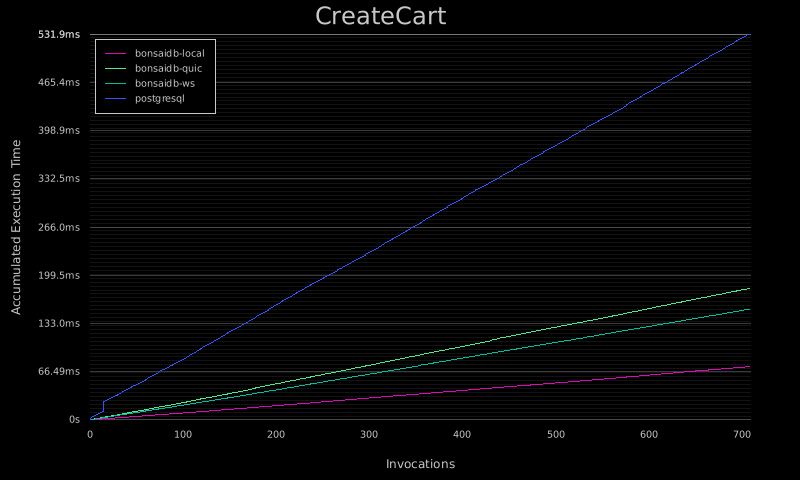 CreateCart
531.9ms
bonsaidb-local
bonsaidb-quic
bonsaidb-ws
postgresql
465.4ms
398.9ms
332.5ms
266.0ms
199.5ms
133.0ms
66.49ms
0s
Accumulated Execution Time
0 100 200 300 400 500 600 700
Invocations